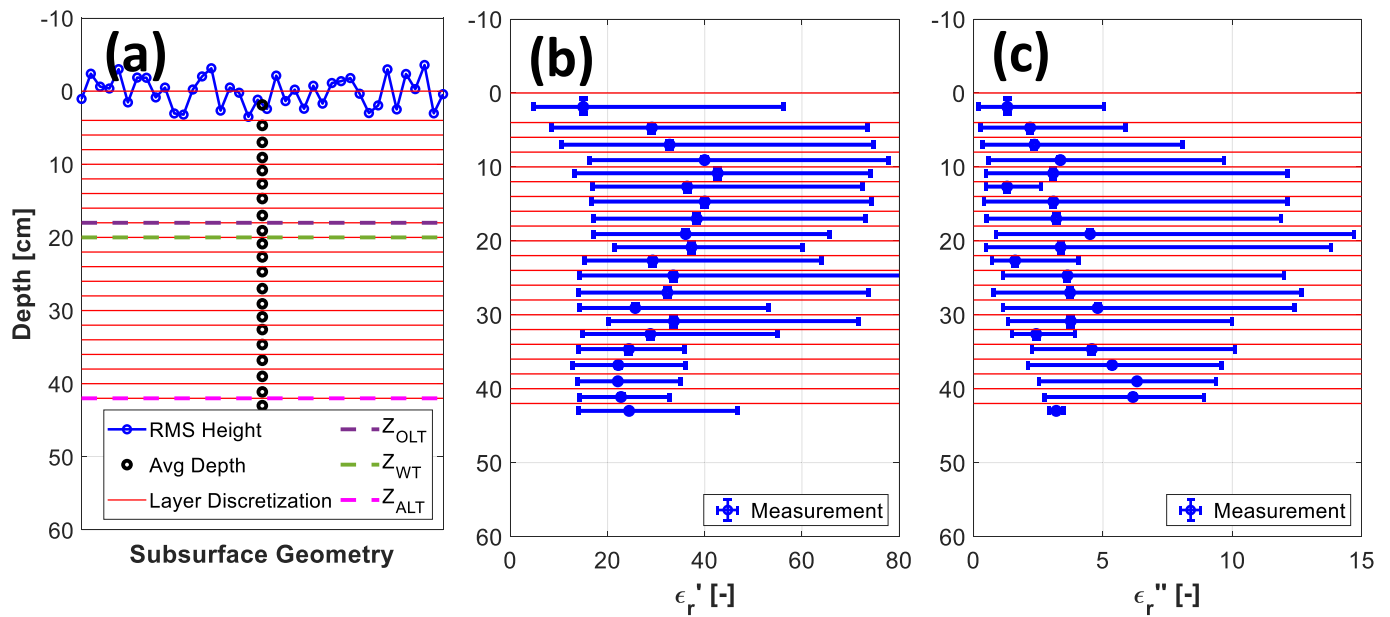 (a)
-10
0
10
20
30
40
50
60
Depth [cm]
RMS Height
Avg Depth
Layer Discretization
Z_OLT
Z_WT
Z_ALT
Subsurface Geometry
(b)
-10
0
10
20
30
40
50
60
Measurement
0 20 40 60 80
ϵ_r' [-]
(c)
-10
0
10
20
30
40
50
60
Measurement
0 5 10 15
ϵ_r'' [-]